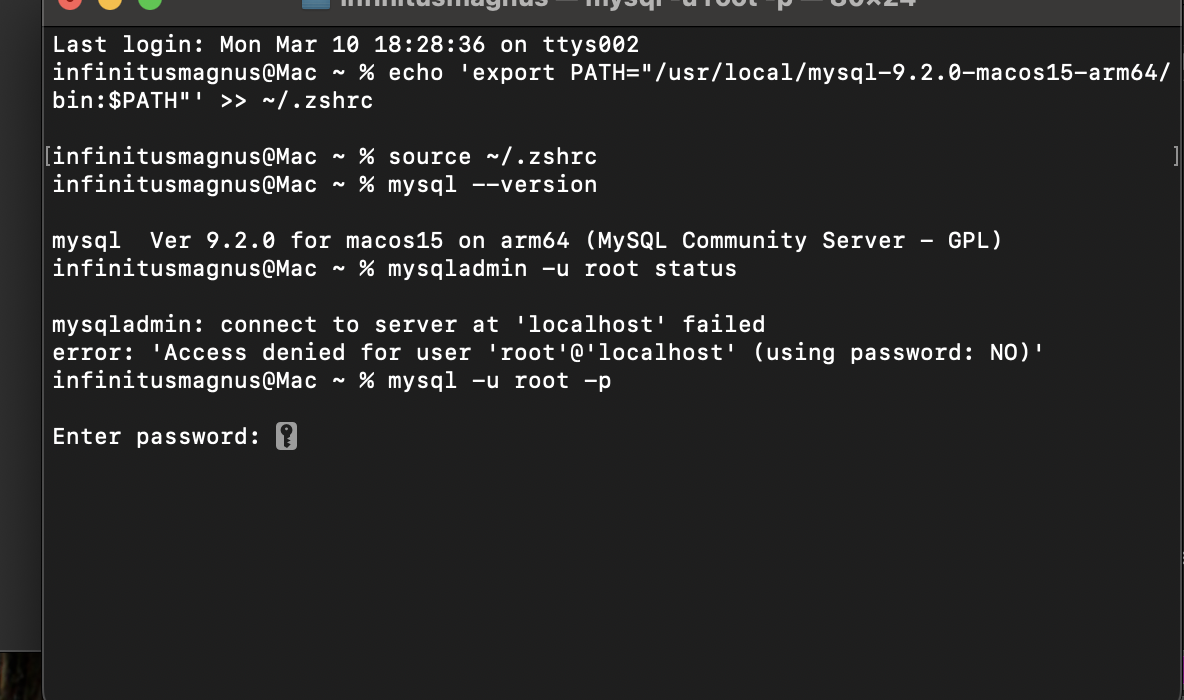 infinitusmagnus — mysql -u root -p — 80×24
Last login: Mon Mar 10 18:28:36 on ttys002
infinitusmagnus@Mac ~ % echo 'export PATH="/usr/local/mysql-9.2.0-macos15-arm64/
bin:$PATH"' >> ~/.zshrc
[infinitusmagnus@Mac ~ % source ~/.zshrc ]
infinitusmagnus@Mac ~ % mysql --version
mysql  Ver 9.2.0 for macos15 on arm64 (MySQL Community Server - GPL)
infinitusmagnus@Mac ~ % mysqladmin -u root status
mysqladmin: connect to server at 'localhost' failed
error: 'Access denied for user 'root'@'localhost' (using password: NO)'
infinitusmagnus@Mac ~ % mysql -u root -p
Enter password: